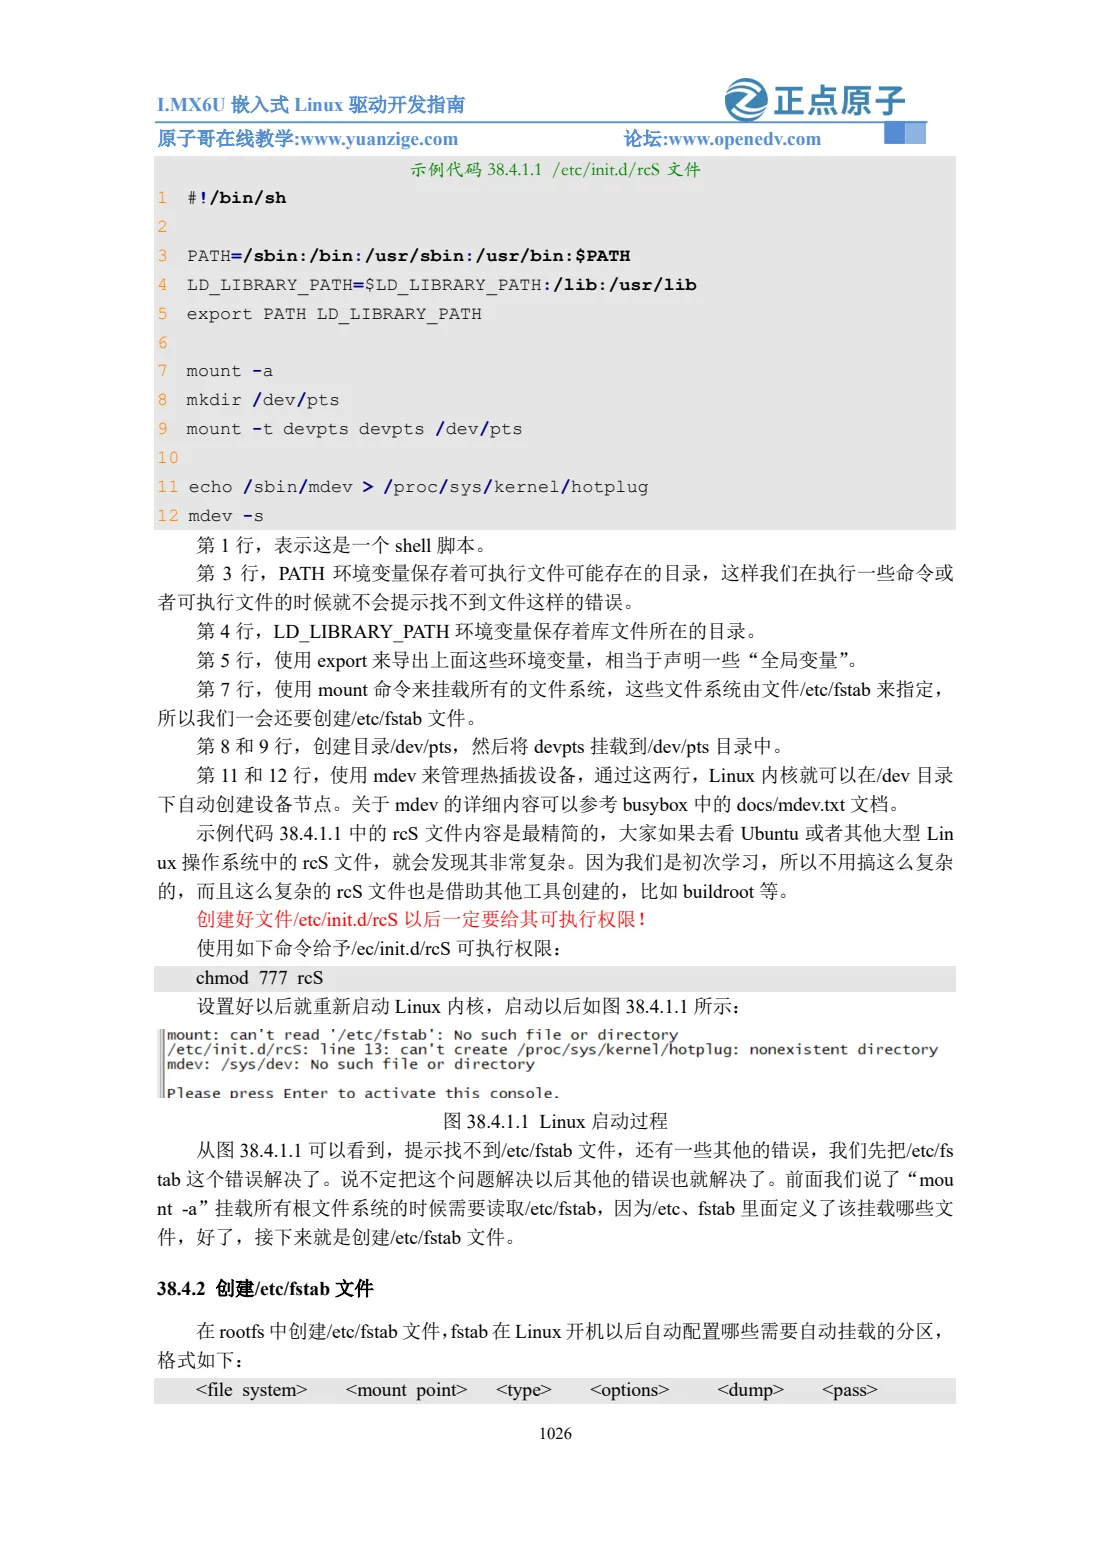 I.MX6U 嵌入式 Linux 驱动开发指南
正点原子
原子哥在线教学:www.yuanzige.com 论坛:www.openedv.com
示例代码 38.4.1.1 /etc/init.d/rcS 文件
1 #!/bin/sh
2
3 PATH=/sbin:/bin:/usr/sbin:/usr/bin:$PATH
4 LD_LIBRARY_PATH=$LD_LIBRARY_PATH:/lib:/usr/lib
5 export PATH LD_LIBRARY_PATH
6
7 mount -a
8 mkdir /dev/pts
9 mount -t devpts devpts /dev/pts
10
11 echo /sbin/mdev > /proc/sys/kernel/hotplug
12 mdev -s
第 1 行，表示这是一个 shell 脚本。
第 3 行，PATH 环境变量保存着可执行文件可能存在的目录，这样我们在执行一些命令或
者可执行文件的时候就不会提示找不到文件这样的错误。
第 4 行，LD_LIBRARY_PATH 环境变量保存着库文件所在的目录。
第 5 行，使用 export 来导出上面这些环境变量，相当于声明一些“全局变量”。
第 7 行，使用 mount 命令来挂载所有的文件系统，这些文件系统由文件/etc/fstab 来指定，
所以我们一会还要创建/etc/fstab 文件。
第 8 和 9 行，创建目录/dev/pts，然后将 devpts 挂载到/dev/pts 目录中。
第 11 和 12 行，使用 mdev 来管理热插拔设备，通过这两行，Linux 内核就可以在/dev 目录
下自动创建设备节点。关于 mdev 的详细内容可以参考 busybox 中的 docs/mdev.txt 文档。
示例代码 38.4.1.1 中的 rcS 文件内容是最精简的，大家如果去看 Ubuntu 或者其他大型 Lin
ux 操作系统中的 rcS 文件，就会发现其非常复杂。因为我们是初次学习，所以不用搞这么复杂
的，而且这么复杂的 rcS 文件也是借助其他工具创建的，比如 buildroot 等。
创建好文件/etc/init.d/rcS 以后一定要给其可执行权限！
使用如下命令给予/ec/init.d/rcS 可执行权限：
chmod 777 rcS
设置好以后就重新启动 Linux 内核，启动以后如图 38.4.1.1 所示：
mount: can't read '/etc/fstab': No such file or directory
/etc/init.d/rcS: line 13: can't create /proc/sys/kernel/hotplug: nonexistent directory
mdev: /sys/dev: No such file or directory
Please press Enter to activate this console.
图 38.4.1.1 Linux 启动过程
从图 38.4.1.1 可以看到，提示找不到/etc/fstab 文件，还有一些其他的错误，我们先把/etc/fs
tab 这个错误解决了。说不定把这个问题解决以后其他的错误也就解决了。前面我们说了“mou
nt -a”挂载所有根文件系统的时候需要读取/etc/fstab，因为/etc、fstab 里面定义了该挂载哪些文
件，好了，接下来就是创建/etc/fstab 文件。
38.4.2 创建/etc/fstab 文件
在 rootfs 中创建/etc/fstab 文件，fstab 在 Linux 开机以后自动配置哪些需要自动挂载的分区，
格式如下：
<file system> <mount point> <type> <options> <dump> <pass>
1026